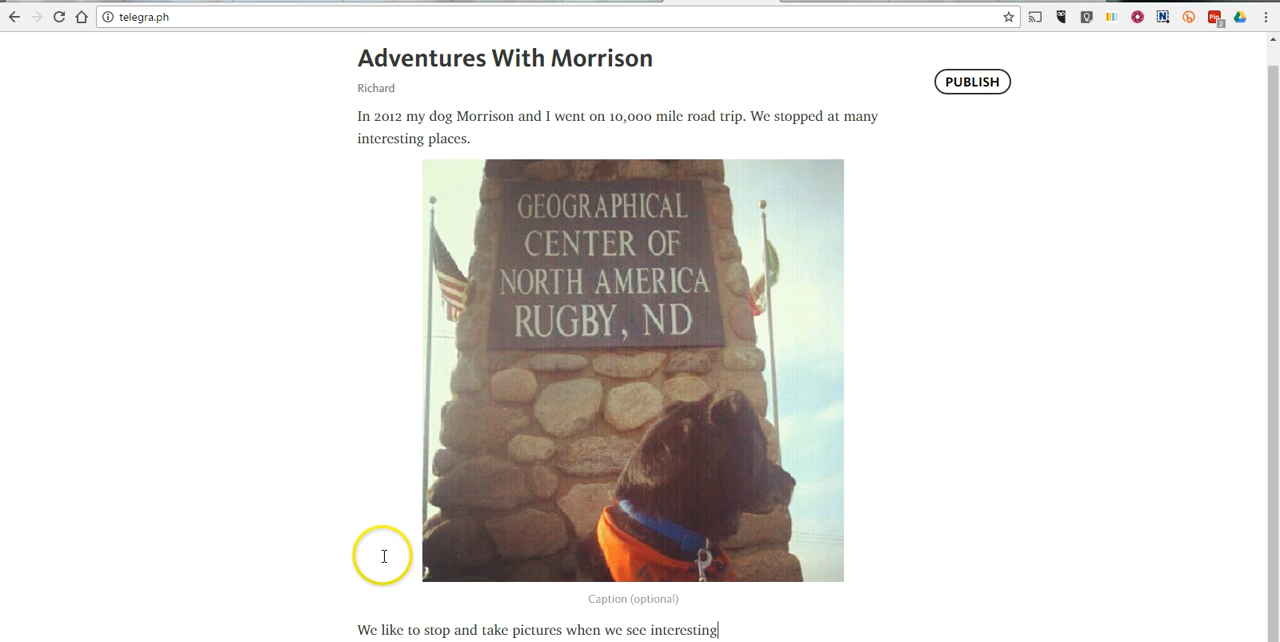 telegra.ph
Adventures With Morrison
PUBLISH
Richard
In 2012 my dog Morrison and I went on 10,000 mile road trip. We stopped at many
interesting places.
GEOGRAPHICAL
CENTER OF
NORTH AMERICA
RUGBY, ND
Caption (optional)
We like to stop and take pictures when we see interesting